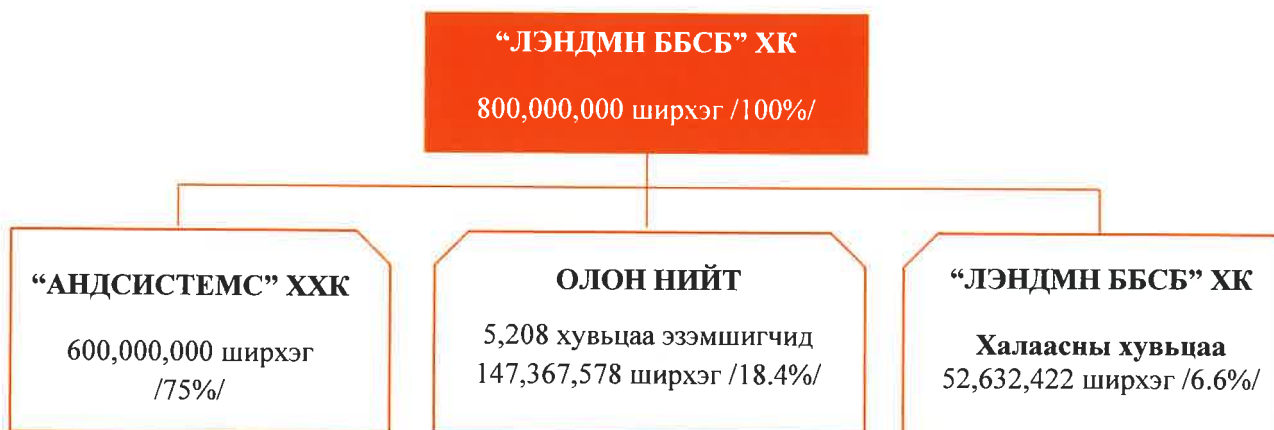 “ЛЭНДМН ББСБ” ХК
800,000,000 ширхэг /100%/
“АНДСИСТЕМС” ХХК
600,000,000 ширхэг
/75%/
ОЛОН НИЙТ
5,208 хувьцаа эзэмшигчид
147,367,578 ширхэг /18.4%/
“ЛЭНДМН ББСБ” ХК
Халаасны хувьцаа
52,632,422 ширхэг /6.6%/